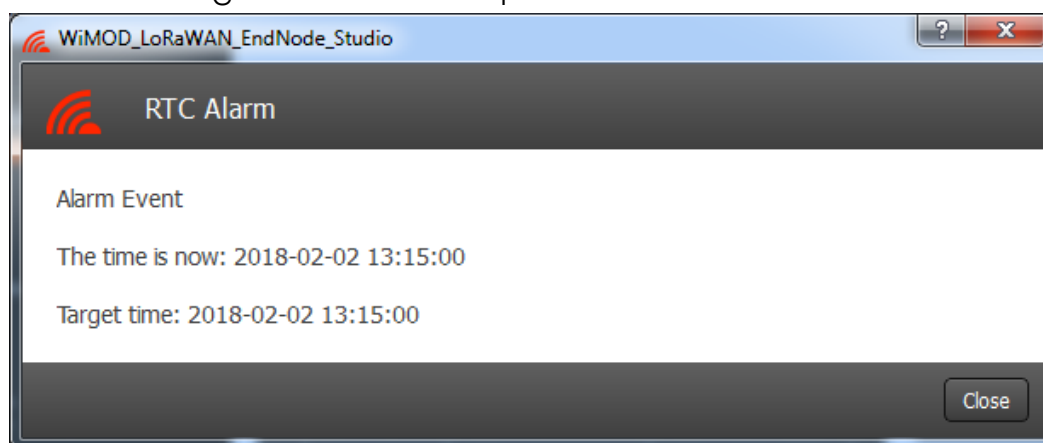 WiMOD_LoRaWAN_EndNode_Studio
? X
RTC Alarm
Alarm Event
The time is now: 2018-02-02 13:15:00
Target time: 2018-02-02 13:15:00
Close